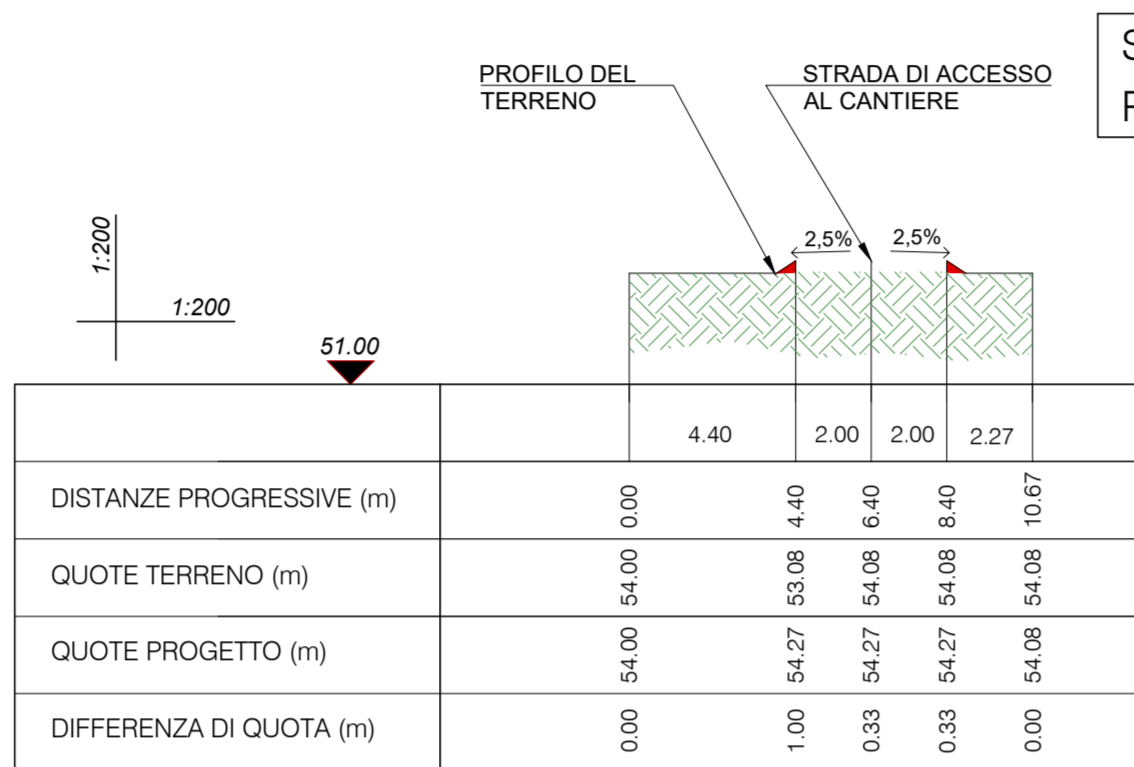 S
P
PROFILO DEL
TERRENO
STRADA DI ACCESSO
AL CANTIERE
1:200
1:200
2,5%
2,5%
51.00
4.40 2.00 2.00 2.27
DISTANZE PROGRESSIVE (m) 0.00 4.40 6.40 8.40 10.67
QUOTE TERRENO (m) 54.00 53.08 54.08 54.08 54.08
QUOTE PROGETTO (m) 54.00 54.27 54.27 54.27 54.08
DIFFERENZA DI QUOTA (m) 0.00 1.00 0.33 0.33 0.00